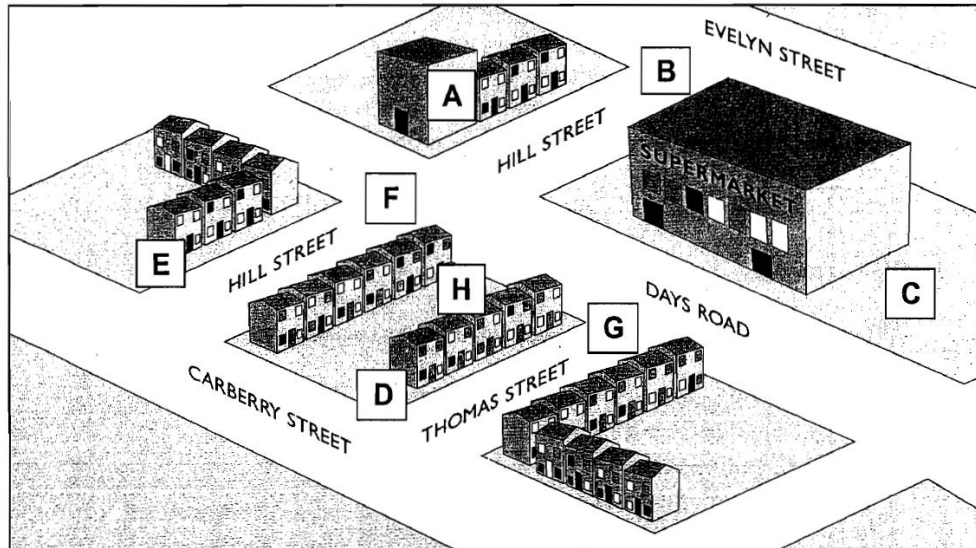 EVELYN STREET
B
A
HILL STREET
SUPERMARKET
F
E
HILL STREET
H
C
DAYS ROAD
G
D
THOMAS STREET
CARBERRY STREET